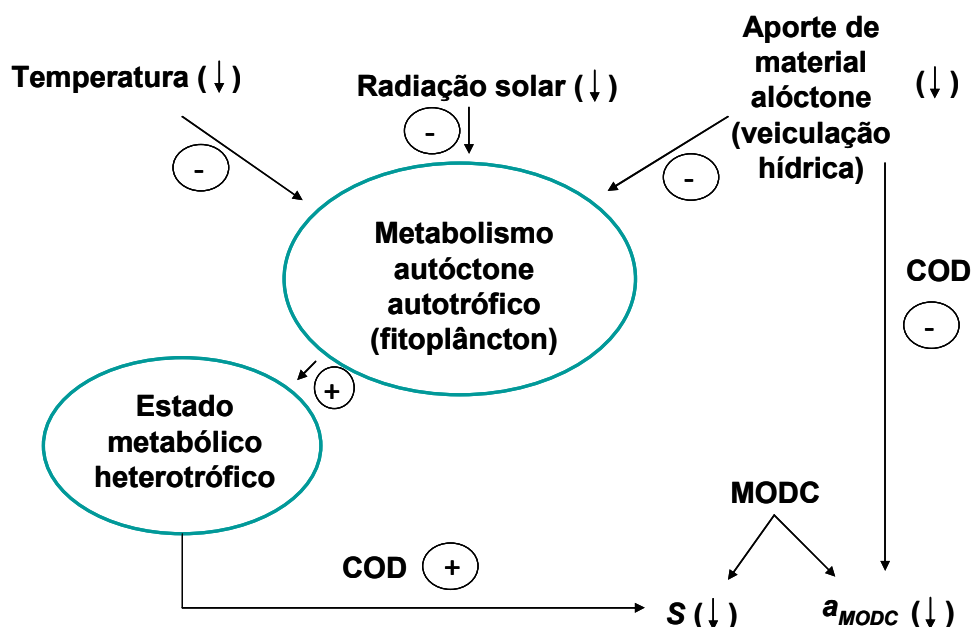 Temperatura (↓)
Radiação solar (↓)
Aporte de
material
alóctone
(veiculação
hídrica)
(↓)
-
-
-
Metabolismo
autóctone
autotrófico
(fitoplâncton)
COD
-
+
Estado
metabólico
heterotrófico
MODC
COD +
S (↓)
aMODC (↓)